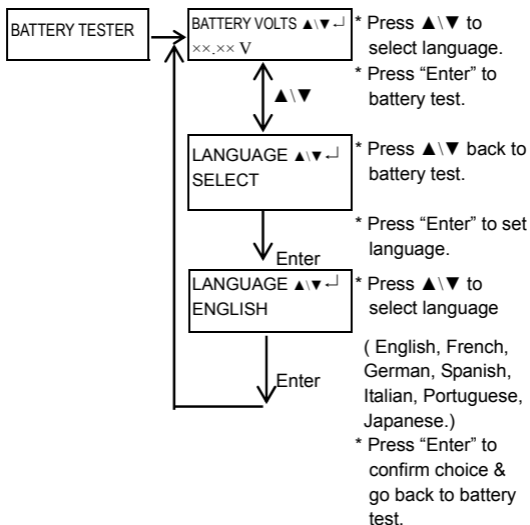 BATTERY TESTER
BATTERY VOLTS ▲\▼↵
××.×× V
* Press ▲\▼ to
select language.
* Press “Enter” to
battery test.
▲\▼
LANGUAGE ▲\▼↵
SELECT
* Press ▲\▼ back to
battery test.
* Press “Enter” to set
language.
Enter
LANGUAGE ▲\▼↵
ENGLISH
* Press ▲\▼ to
select language
( English, French,
German, Spanish,
Italian, Portuguese,
Japanese.)
Enter
* Press “Enter” to
confirm choice &
go back to battery
test.